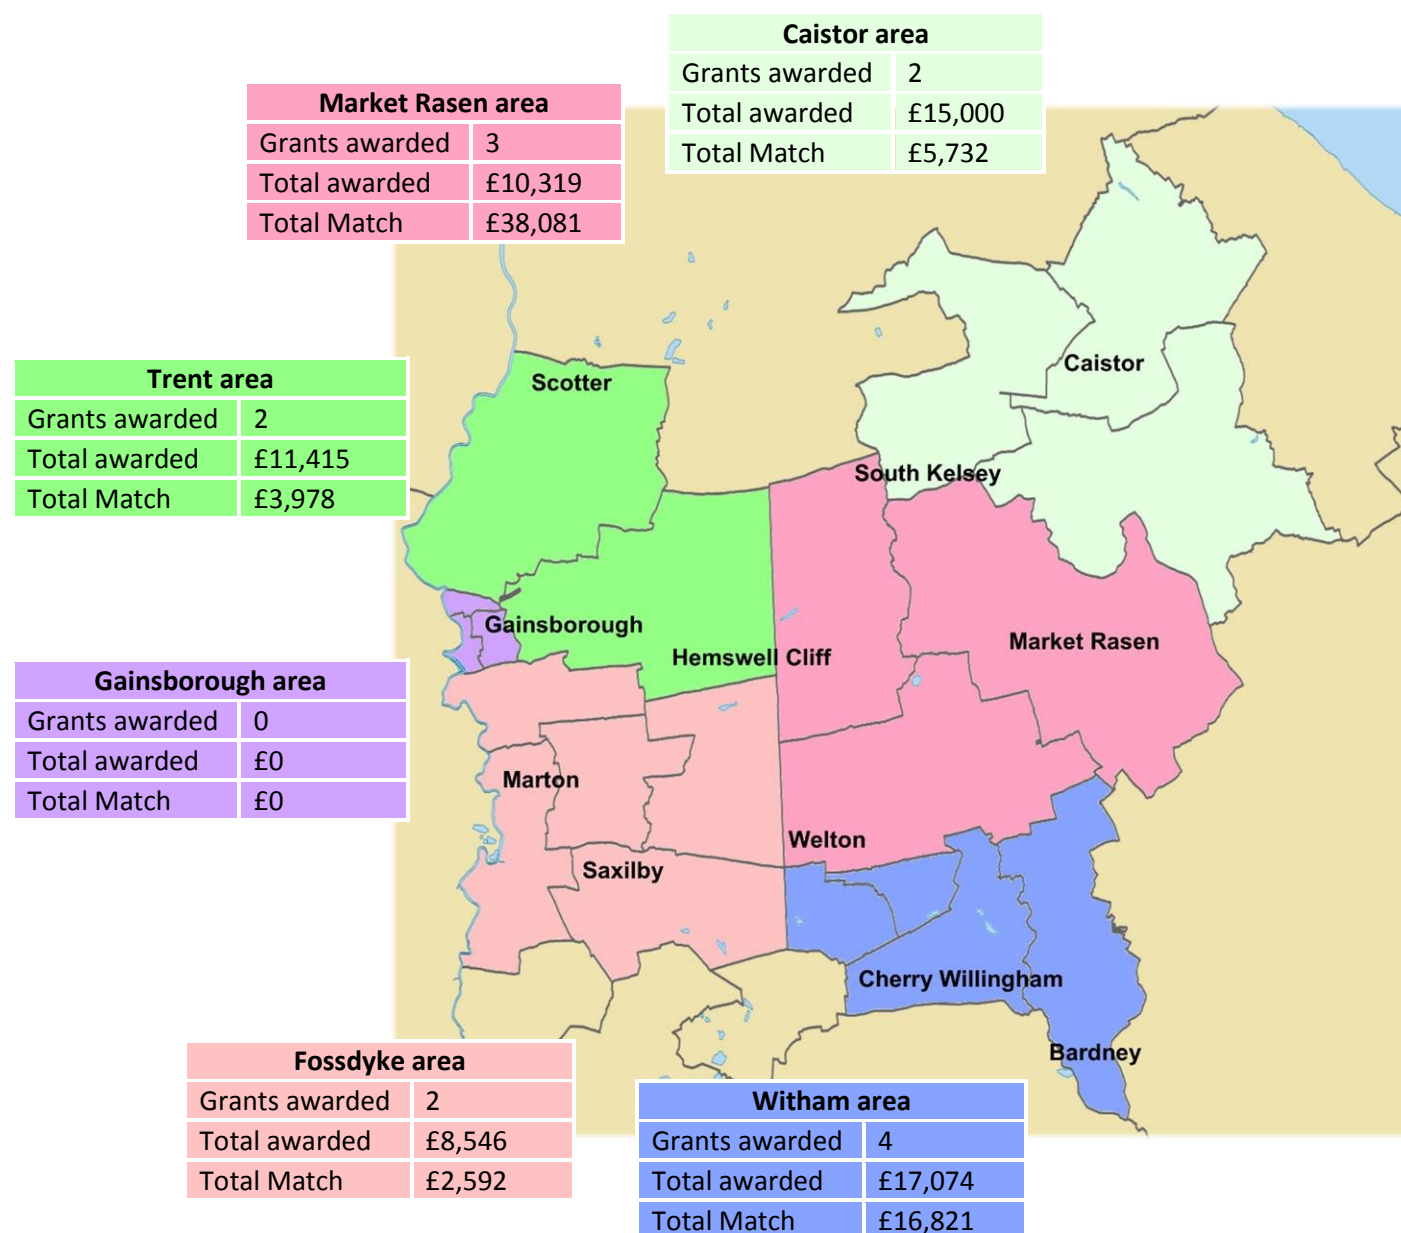 Caistor area
Grants awarded 2
Total awarded £15,000
Total Match £5,732
Market Rasen area
Grants awarded 3
Total awarded £10,319
Total Match £38,081
Trent area
Grants awarded 2
Total awarded £11,415
Total Match £3,978
Gainsborough area
Grants awarded 0
Total awarded £0
Total Match £0
Scotter
Caistor
South Kelsey
Gainsborough
Hemswell Cliff
Market Rasen
Marton
Welton
Saxilby
Cherry Willingham
Bardney
Fossdyke area
Grants awarded 2
Total awarded £8,546
Total Match £2,592
Witham area
Grants awarded 4
Total awarded £17,074
Total Match £16,821